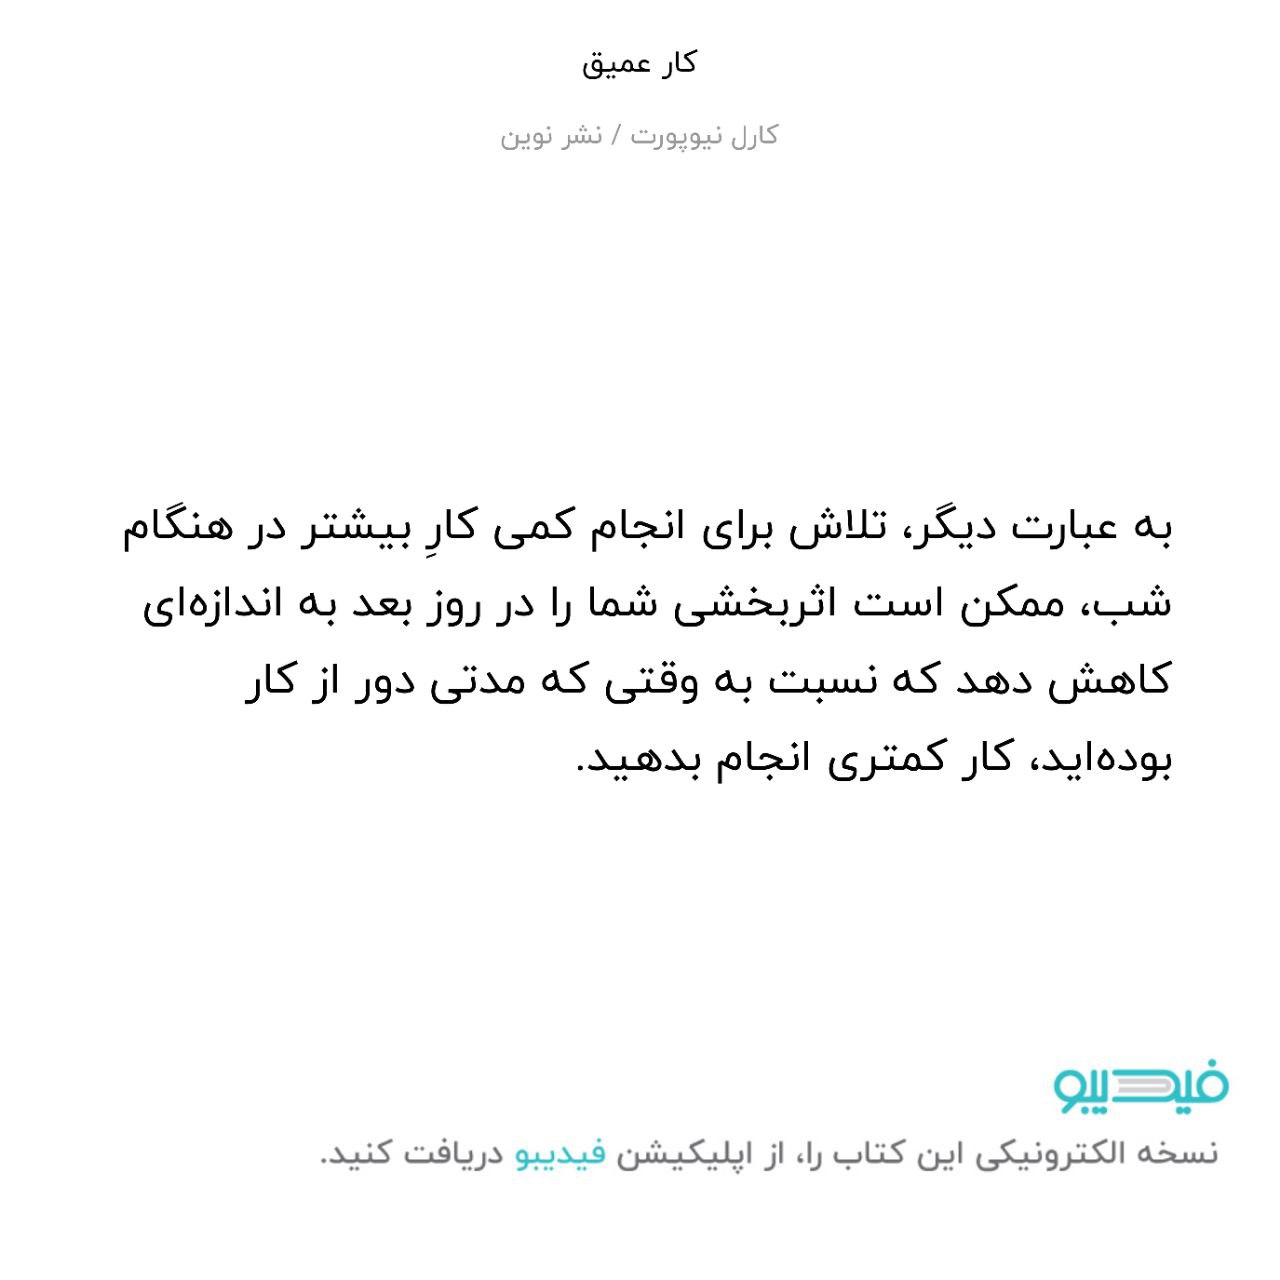 کار عمیق
کارل نیوپورت / نشر نوین
به عبارت دیگر، تلاش برای انجام کمی کارِ بیشتر در هنگام
شب، ممکن است اثربخشی شما را در روز بعد به اندازه‌ای
کاهش دهد که نسبت به وقتی که مدتی دور از کار
بوده‌اید، کار کمتری انجام بدهید.
فیدیبو
نسخه الکترونیکی این کتاب را، از اپلیکیشن فیدیبو دریافت کنید.